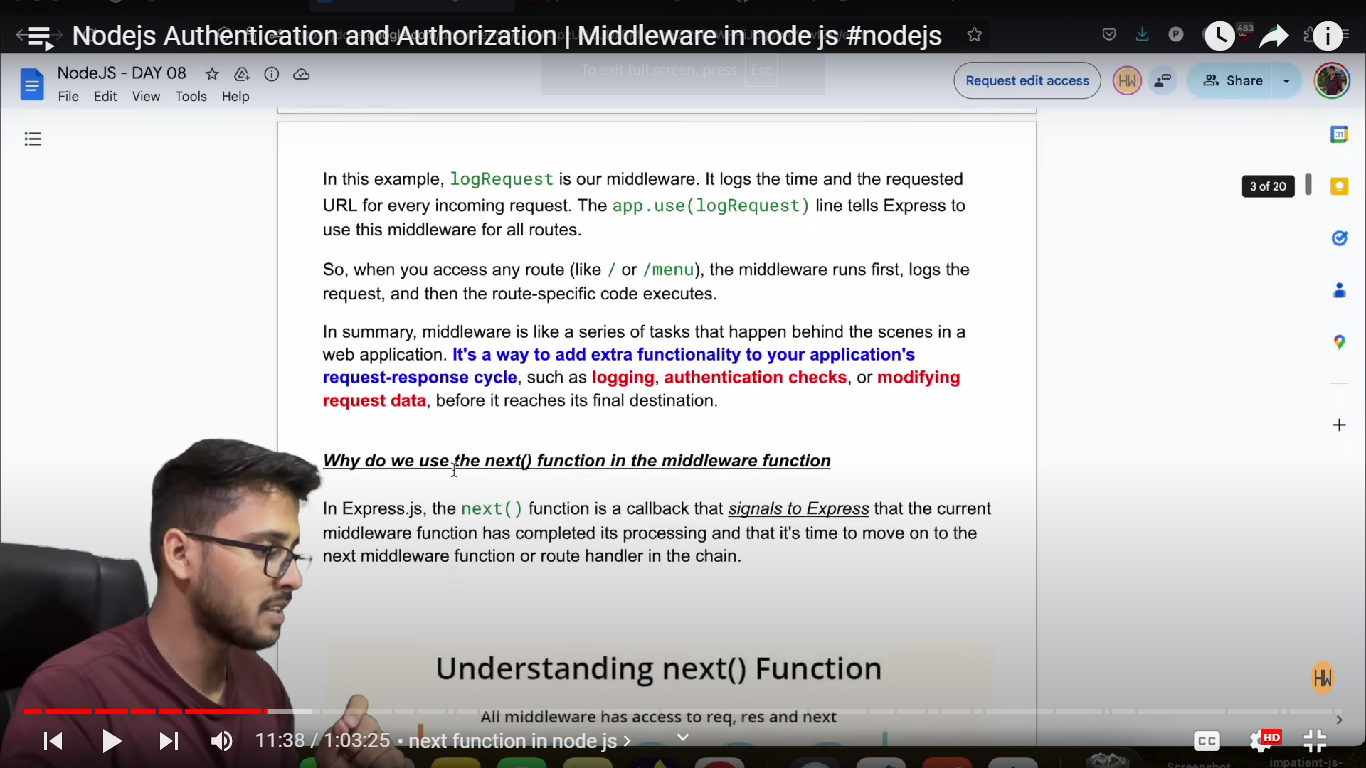 Nodejs Authentication and Authorization | Middleware in node js #nodejs
483
To exit full screen, press Esc
NodeJS - DAY 08
Request edit access
HW
Share
File Edit View Tools Help
31
3 of 20
In this example, logRequest is our middleware. It logs the time and the requested
URL for every incoming request. The app.use(logRequest) line tells Express to
use this middleware for all routes.
So, when you access any route (like / or /menu), the middleware runs first, logs the
request, and then the route-specific code executes.
In summary, middleware is like a series of tasks that happen behind the scenes in a
web application. It's a way to add extra functionality to your application's
request-response cycle, such as logging, authentication checks, or modifying
request data, before it reaches its final destination.
Why do we use the next() function in the middleware function
In Express.js, the next() function is a callback that signals to Express that the current
middleware function has completed its processing and that it's time to move on to the
next middleware function or route handler in the chain.
Understanding next() Function
HW
All middleware has access to req, res and next
11:38 / 1:03:25 • next function in node js
CC
HD
Screenshot
impatient-js-